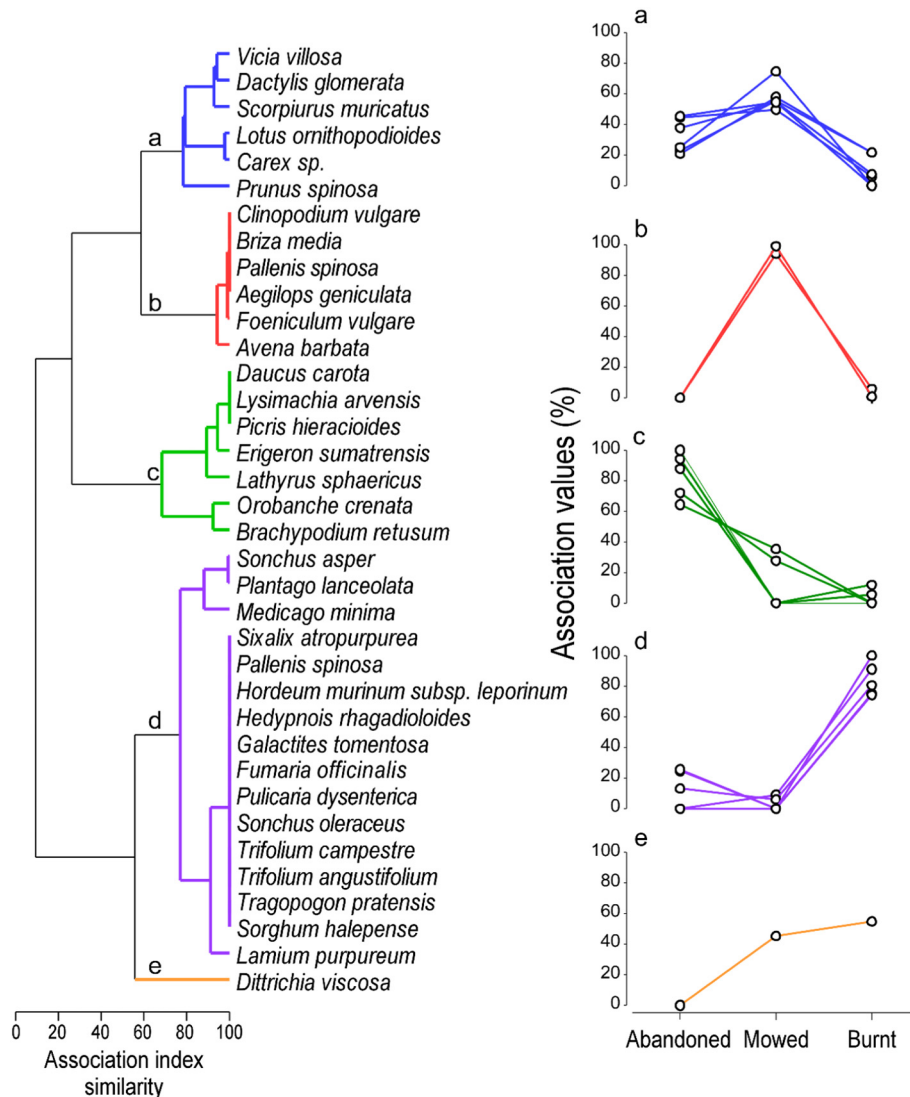 a
Vicia villosa
Dactylis glomerata
Scorpiurus muricatus
Lotus ornithopodioides
Carex sp.
Prunus spinosa
b
Clinopodium vulgare
Briza media
Pallenis spinosa
Aegilops geniculata
Foeniculum vulgare
Avena barbata
c
Daucus carota
Lysimachia arvensis
Picris hieracioides
Erigeron sumatrensis
Lathyrus sphaericus
Orobanche crenata
Brachypodium retusum
d
Sonchus asper
Plantago lanceolata
Medicago minima
Sixalix atropurpurea
Pallenis spinosa
Hordeum murinum subsp. leporinum
Hedypnois rhagadioloides
Galactites tomentosa
Fumaria officinalis
Pulicaria dysenterica
Sonchus oleraceus
Trifolium campestre
Trifolium angustifolium
Tragopogon pratensis
Sorghum halepense
Lamium purpureum
e
Dittrichia viscosa
0 20 40 60 80 100
Association index
similarity
Association values (%)
a
100
80
60
40
20
0
b
100
80
60
40
20
0
c
100
80
60
40
20
0
d
100
80
60
40
20
0
e
100
80
60
40
20
0
Abandoned Mowed Burnt